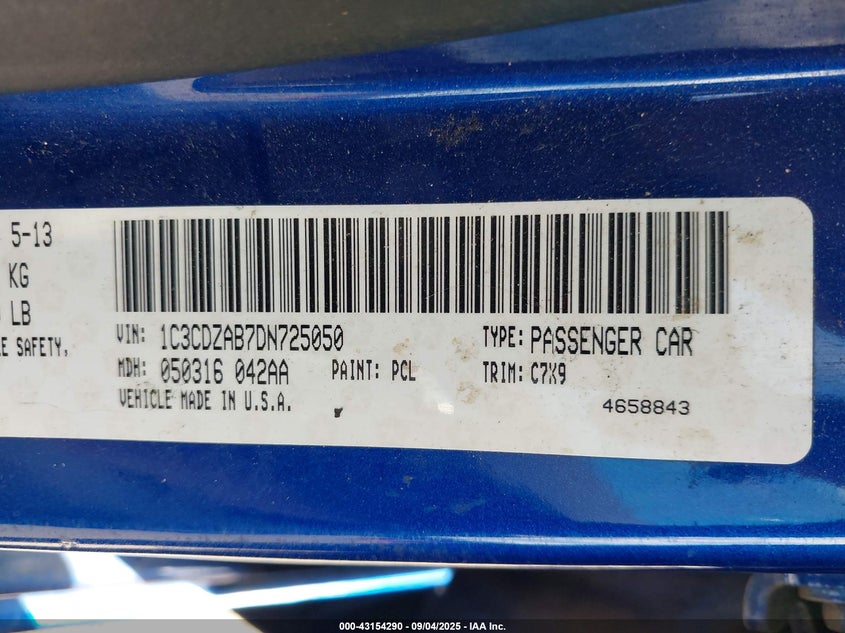 5-13
KG
LB
E SAFETY,
VIN: 1C3CDZAB7DN725050 TYPE: PASSENGER CAR
MDH: 050316 042AA PAINT: PCL TRIM: C7X9
VEHICLE MADE IN U.S.A. 4658843
000-43154290 - 09/04/2025 - IAA Inc.